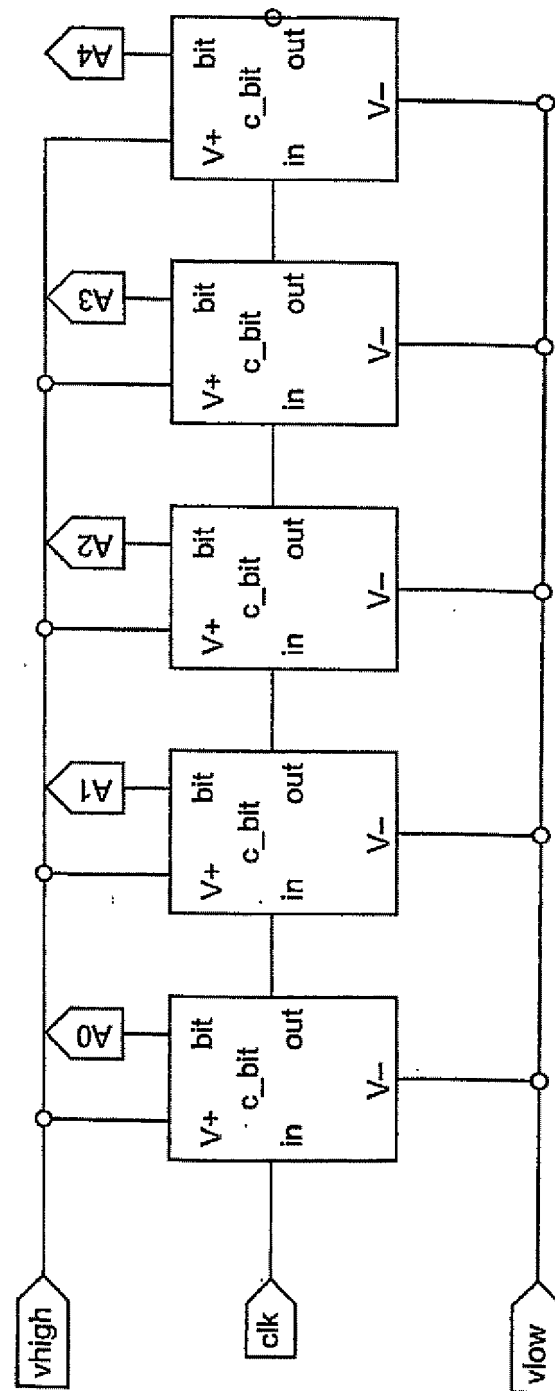 vhigh
clk
vlow
A0
V+ bit
c_bit
in out
V−
A1
V+ bit
c_bit
in out
V−
A2
V+ bit
c_bit
in out
V−
A3
V+ bit
c_bit
in out
V−
A4
V+ bit
c_bit
in out
V−